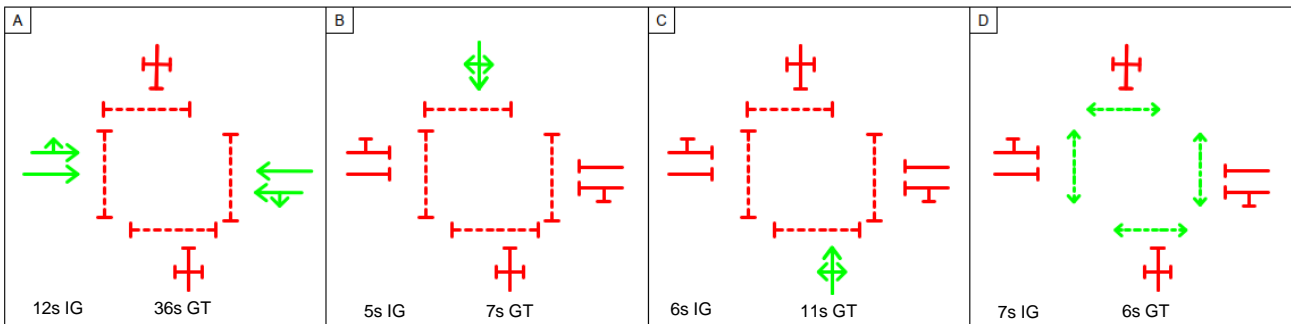 A
12s IG 36s GT
B
5s IG 7s GT
C
6s IG 11s GT
D
7s IG 6s GT